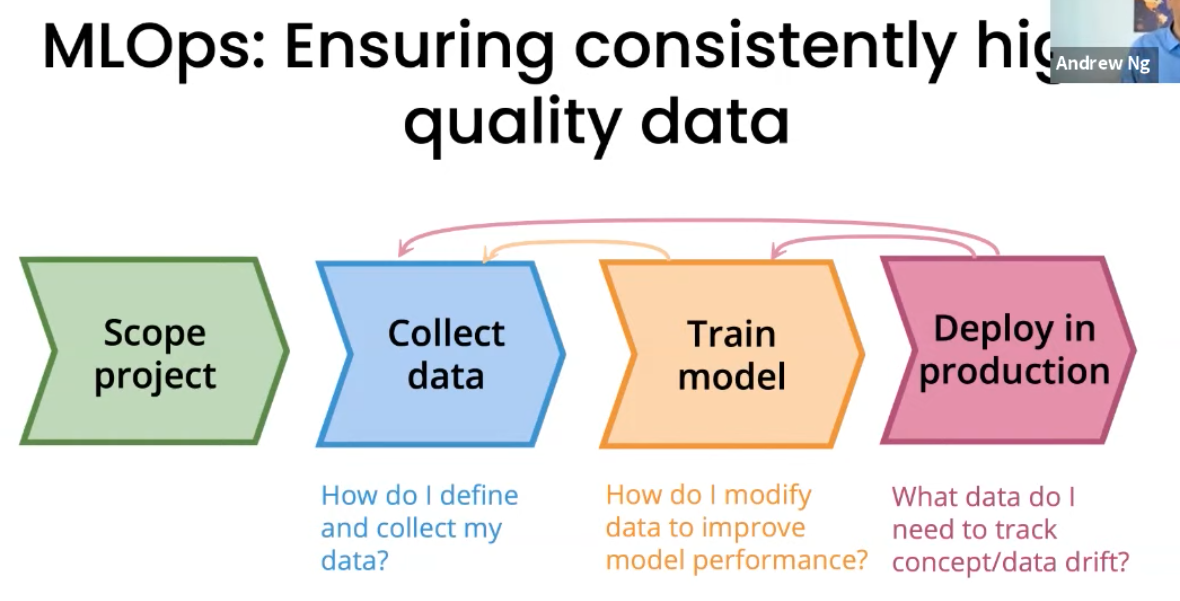 MLOps: Ensuring consistently
quality data
Andrew Ng
Scope
project
Collect
data
Train
model
Deploy in
production
How do I define
and collect my
data?
How do I modify
data to improve
model performance?
What data do I
need to track
concept/data drift?